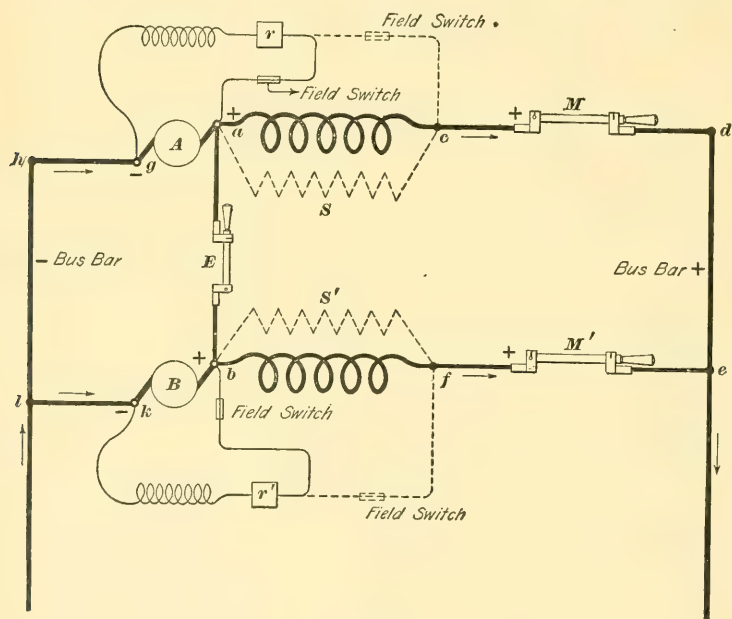 Field Switch
r
Field Switch
+
a
A
g
-
h
c
+
M
d
S
- Bus Bar
E
Bus Bar +
S'
+
b
B
k
-
l
f
+
M'
e
Field Switch
r'
Field Switch